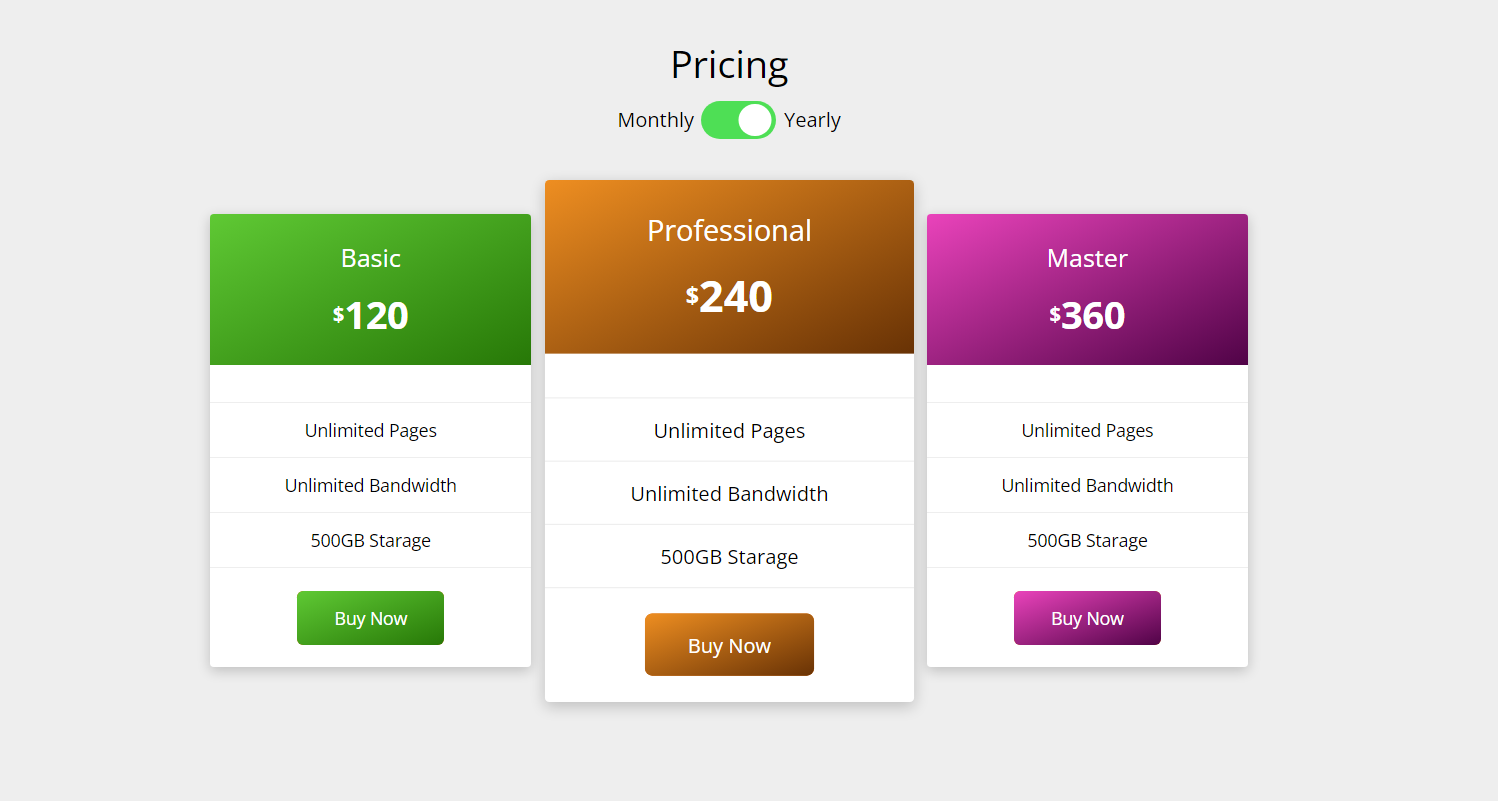 Pricing
Monthly Yearly
Basic
$120
Unlimited Pages
Unlimited Bandwidth
500GB Starage
Buy Now
Professional
$240
Unlimited Pages
Unlimited Bandwidth
500GB Starage
Buy Now
Master
$360
Unlimited Pages
Unlimited Bandwidth
500GB Starage
Buy Now